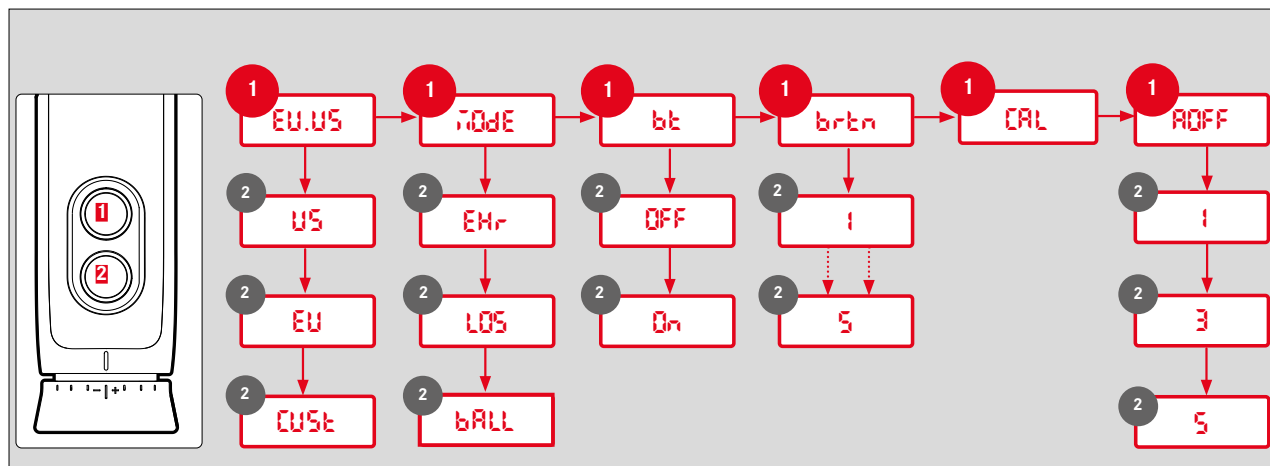 1 1 1 1 1 1
EU.US MOdE bt brtn CAL AOFF
2 2 2 2 2
1 US EHr OFF 1 1
2 2 2 2 2 2
EU LOS On 5 3
- +
2 2 2
CUSt bALL 5